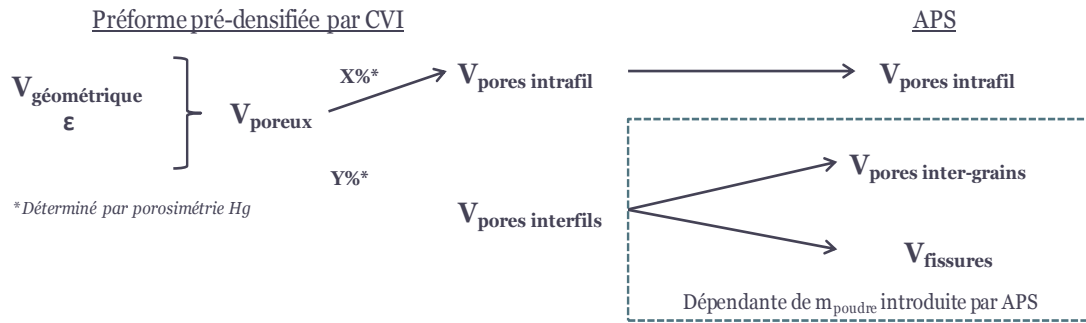 Préforme pré-densifiée par CVI
APS
V géométrique
ε
V poreux
X%*
V pores intrafil
V pores intrafil
Y%*
*Déterminé par porosimétrie Hg
V pores interfils
V pores inter-grains
V fissures
Dépendante de m poudre introduite par APS